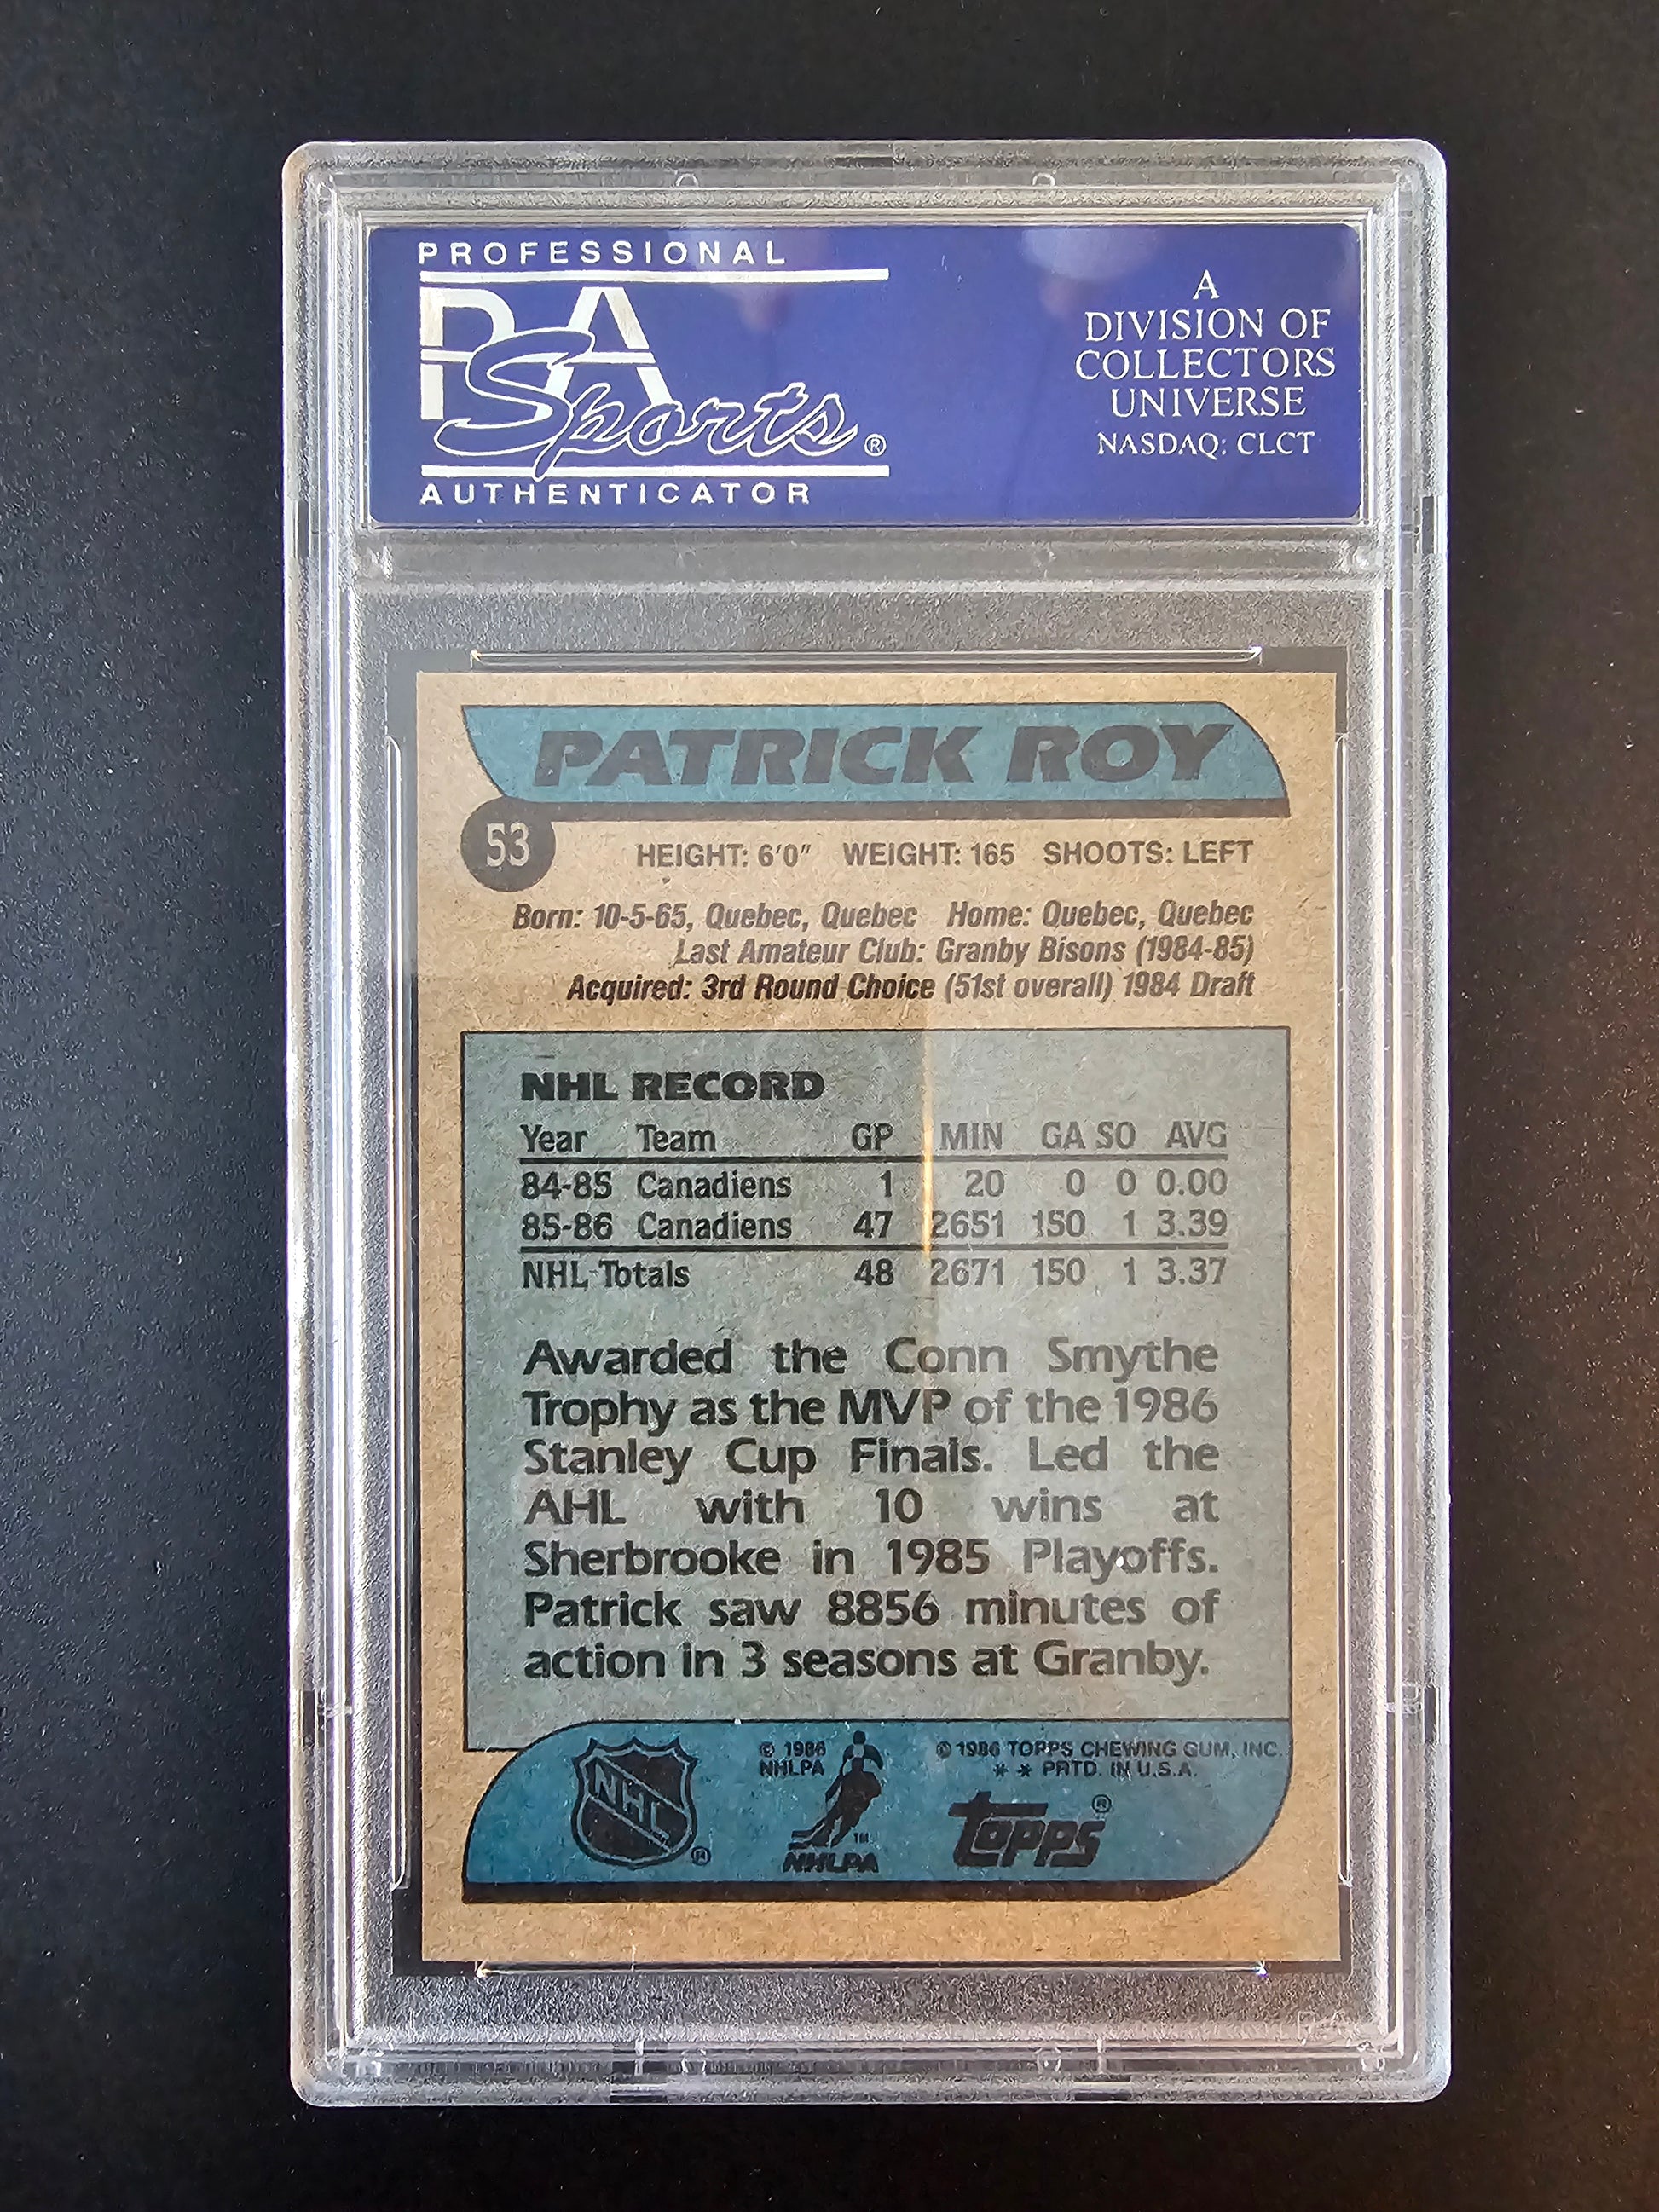 PROFESSIONAL
PSA
Sports®
AUTHENTICATOR
A
DIVISION OF
COLLECTORS
UNIVERSE
NASDAQ: CLCT
PATRICK ROY
53
HEIGHT: 6'0" WEIGHT: 165 SHOOTS: LEFT
Born: 10-5-65, Quebec, Quebec Home: Quebec, Quebec
Last Amateur Club: Granby Bisons (1984-85)
Acquired: 3rd Round Choice (51st overall) 1984 Draft
NHL RECORD
Year Team GP MIN GA SO AVG
84-85 Canadiens 1 20 0 0 0.00
85-86 Canadiens 47 2651 150 1 3.39
NHL Totals 48 2671 150 1 3.37
Awarded the Conn Smythe
Trophy as the MVP of the 1986
Stanley Cup Finals. Led the
AHL with 10 wins at
Sherbrooke in 1985 Playoffs.
Patrick saw 8856 minutes of
action in 3 seasons at Granby.
NHL ®
© 1986
NHLPA
™
NHLPA
© 1986 TOPPS CHEWING GUM, INC.
* * PRTD. IN U.S.A.
topps®
PSA